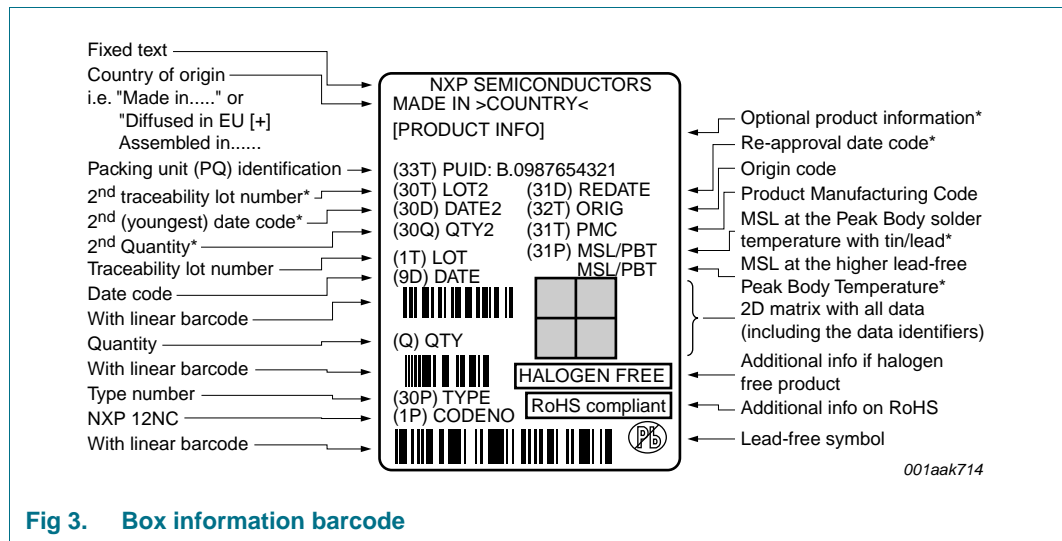 Fixed text
Country of origin
i.e. "Made in....." or
"Diffused in EU [+]
Assembled in......
Packing unit (PQ) identification
2nd traceability lot number*
2nd (youngest) date code*
2nd Quantity*
Traceability lot number
Date code
With linear barcode
Quantity
With linear barcode
Type number
NXP 12NC
With linear barcode
NXP SEMICONDUCTORS
MADE IN >COUNTRY<
[PRODUCT INFO]
(33T) PUID: B.0987654321
(30T) LOT2 (31D) REDATE
(30D) DATE2 (32T) ORIG
(30Q) QTY2 (31T) PMC
(31P) MSL/PBT
(1T) LOT MSL/PBT
(9D) DATE
(Q) QTY
HALOGEN FREE
(30P) TYPE
RoHS compliant
(1P) CODENO
Pb
Optional product information*
Re-approval date code*
Origin code
Product Manufacturing Code
MSL at the Peak Body solder
temperature with tin/lead*
MSL at the higher lead-free
Peak Body Temperature*
2D matrix with all data
(including the data identifiers)
Additional info if halogen
free product
Additional info on RoHS
Lead-free symbol
001aak714
Fig 3. Box information barcode